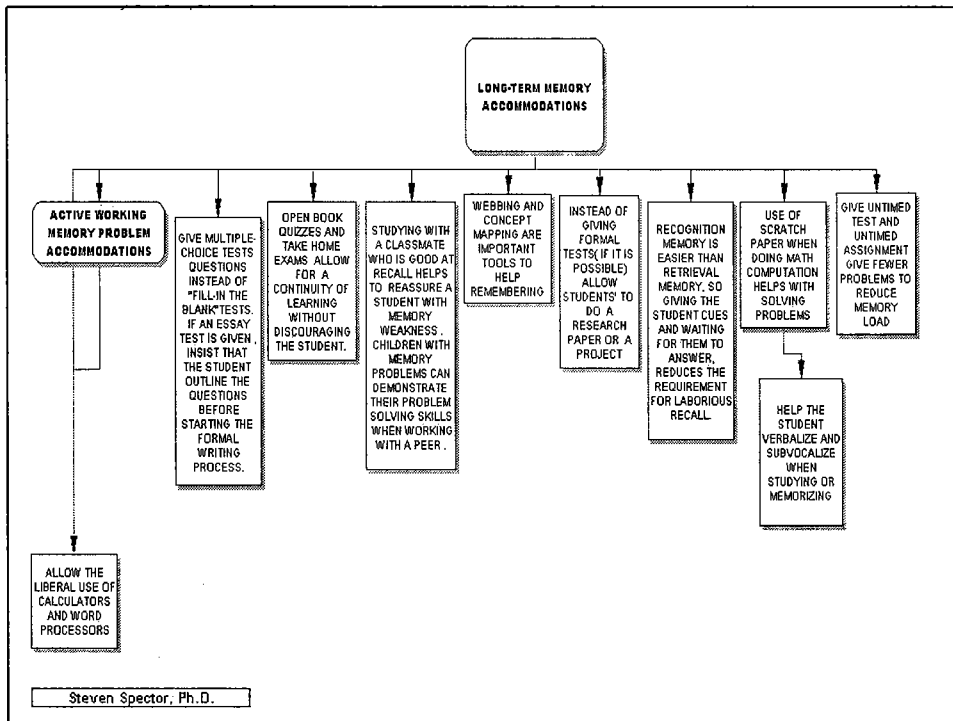 LONG-TERM MEMORY
ACCOMMODATIONS
ACTIVE WORKING
MEMORY PROBLEM
ACCOMMODATIONS
GIVE MULTIPLE-
CHOICE TESTS
QUESTIONS
INSTEAD OF
"FILL-IN THE
BLANK" TESTS.
IF AN ESSAY
TEST IS GIVEN,
INSIST THAT
THE STUDENT
OUTLINE THE
QUESTIONS
BEFORE
STARTING THE
FORMAL
WRITING
PROCESS.
OPEN BOOK
QUIZZES AND
TAKE HOME
EXAMS ALLOW
FOR A
CONTINUITY OF
LEARNING
WITHOUT
DISCOURAGING
THE STUDENT.
STUDYING WITH
A CLASSMATE
WHO IS GOOD AT
RECALL HELPS
TO REASSURE A
STUDENT WITH
MEMORY
WEAKNESS.
CHILDREN WITH
MEMORY
PROBLEMS CAN
DEMONSTRATE
THEIR PROBLEM
SOLVING SKILLS
WHEN WORKING
WITH A PEER.
WEBBING AND
CONCEPT
MAPPING ARE
IMPORTANT
TOOLS TO
HELP
REMEMBERING
INSTEAD OF
GIVING
FORMAL
TESTS( IF IT IS
POSSIBLE)
ALLOW
STUDENTS' TO
DO A
RESEARCH
PAPER OR A
PROJECT
RECOGNITION
MEMORY IS
EASIER THAN
RETRIEVAL
MEMORY. SO
GIVING THE
STUDENT CUES
AND WAITING
FOR THEM TO
ANSWER,
REDUCES THE
REQUIREMENT
FOR LABORIOUS
RECALL.
USE OF
SCRATCH
PAPER WHEN
DOING MATH
COMPUTATION
HELPS WITH
SOLVING
PROBLEMS
GIVE UNTIMED
TEST AND
UNTIMED
ASSIGNMENT
GIVE FEWER
PROBLEMS TO
REDUCE
MEMORY
LOAD
HELP THE
STUDENT
VERBALIZE AND
SUBVOCALIZE
WHEN
STUDYING OR
MEMORIZING
ALLOW THE
LIBERAL USE OF
CALCULATORS
AND WORD
PROCESSORS
Steven Spector, Ph.D.